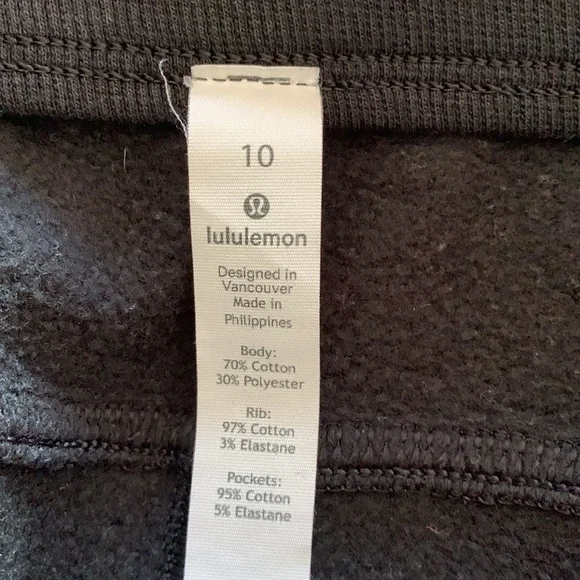 10
lululemon
Designed in
Vancouver
Made in
Philippines
Body:
70% Cotton
30% Polyester
Rib:
97% Cotton
3% Elastane
Pockets:
95% Cotton
5% Elastane